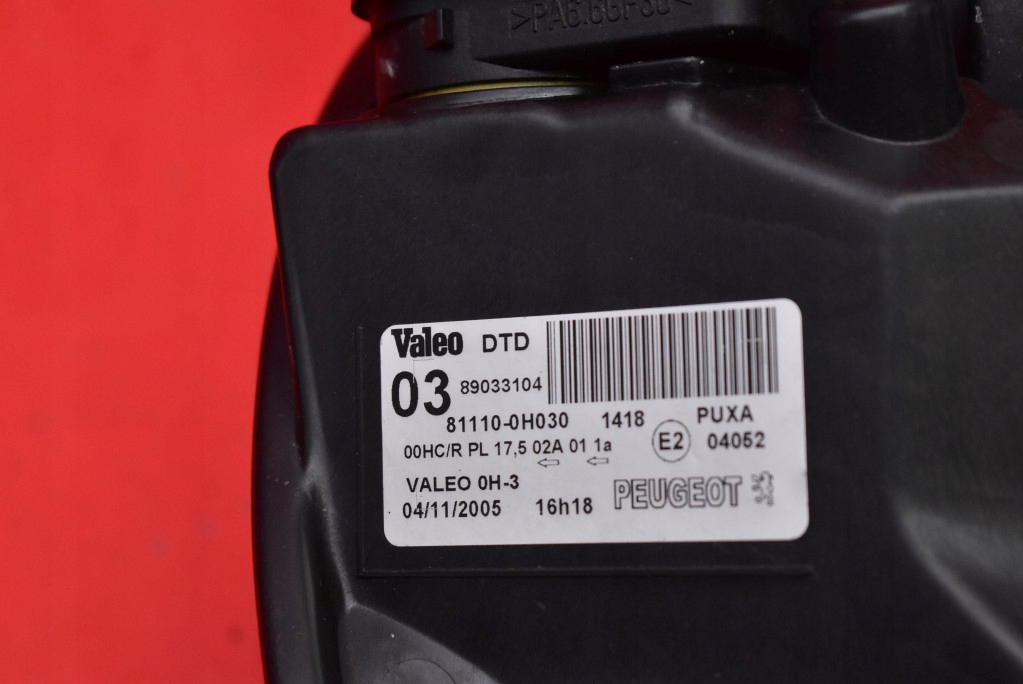 Valeo DTD
03 89033104
81110-0H030 1418 PUXA
00HC/R PL 17,5 02A 01 1a E2 04052
VALEO 0H-3
04/11/2005 16h18 PEUGEOT